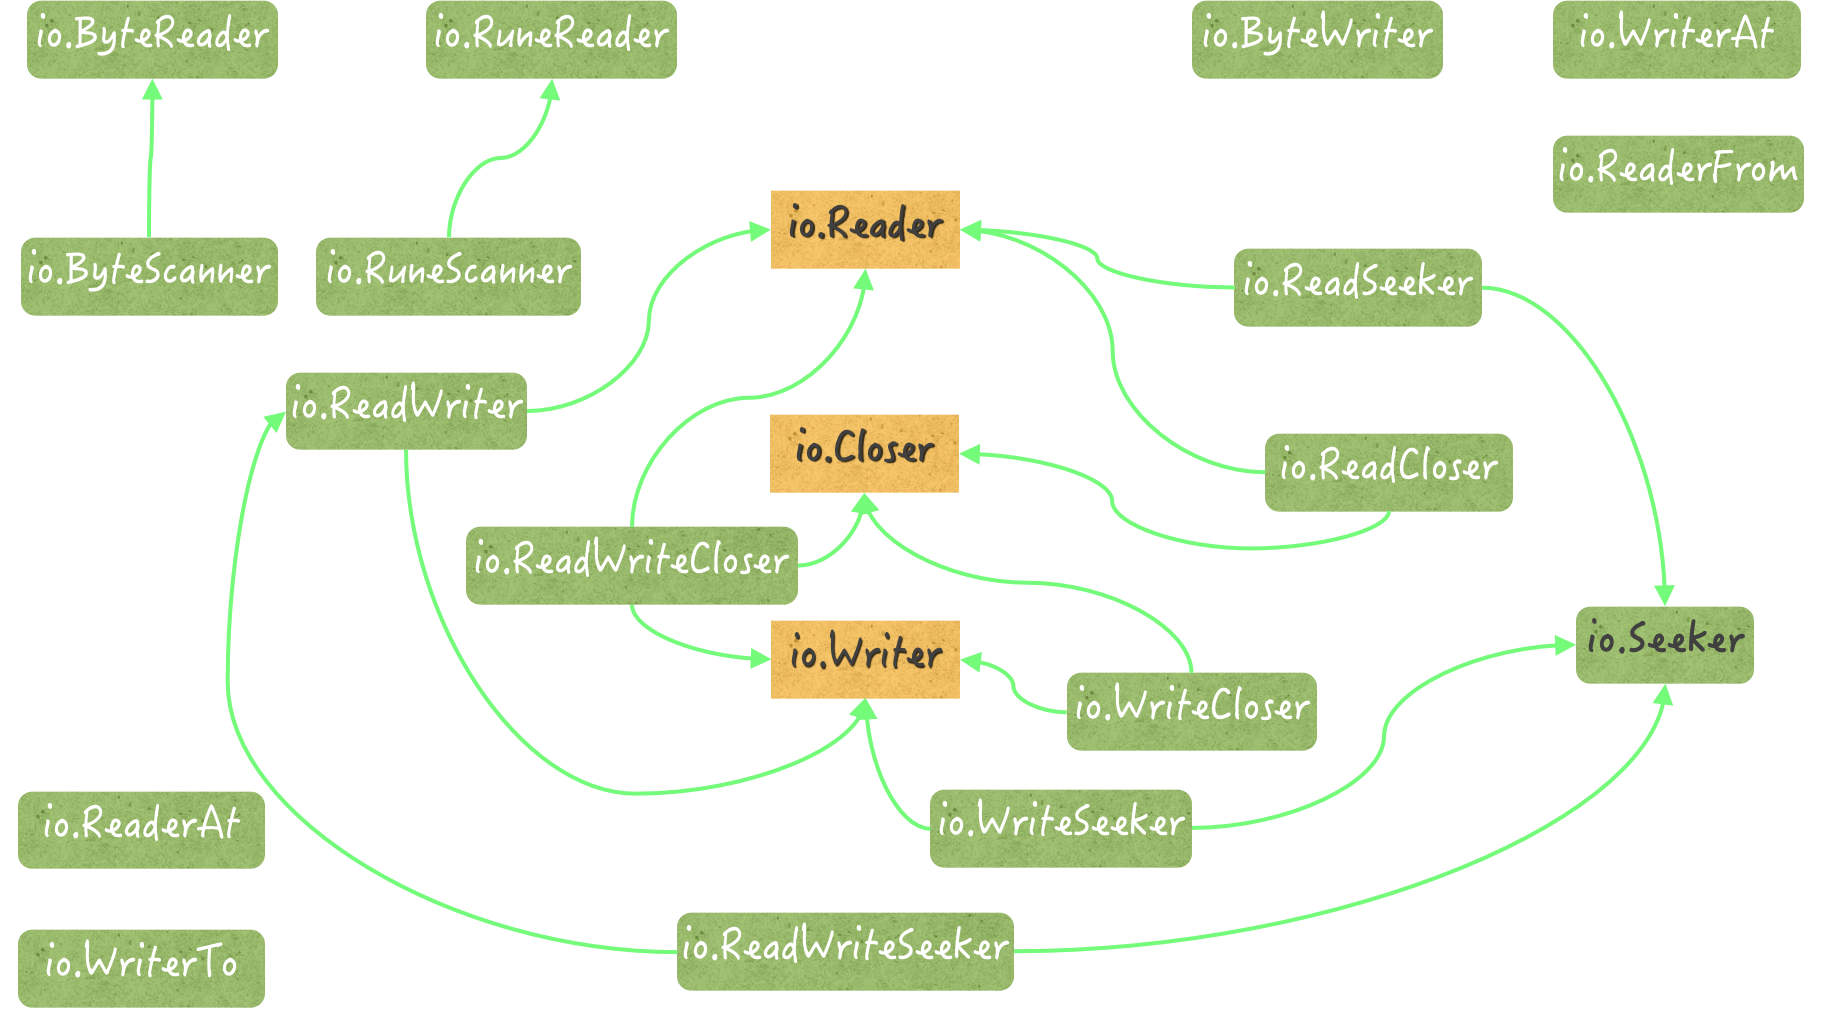 io.ByteReader
io.RuneReader
io.ByteWriter
io.WriterAt
io.ReaderFrom
io.Reader
io.ByteScanner
io.RuneScanner
io.ReadSeeker
io.ReadWriter
io.Closer
io.ReadCloser
io.ReadWriteCloser
io.Writer
io.Seeker
io.WriteCloser
io.ReaderAt
io.WriteSeeker
io.ReadWriteSeeker
io.WriterTo